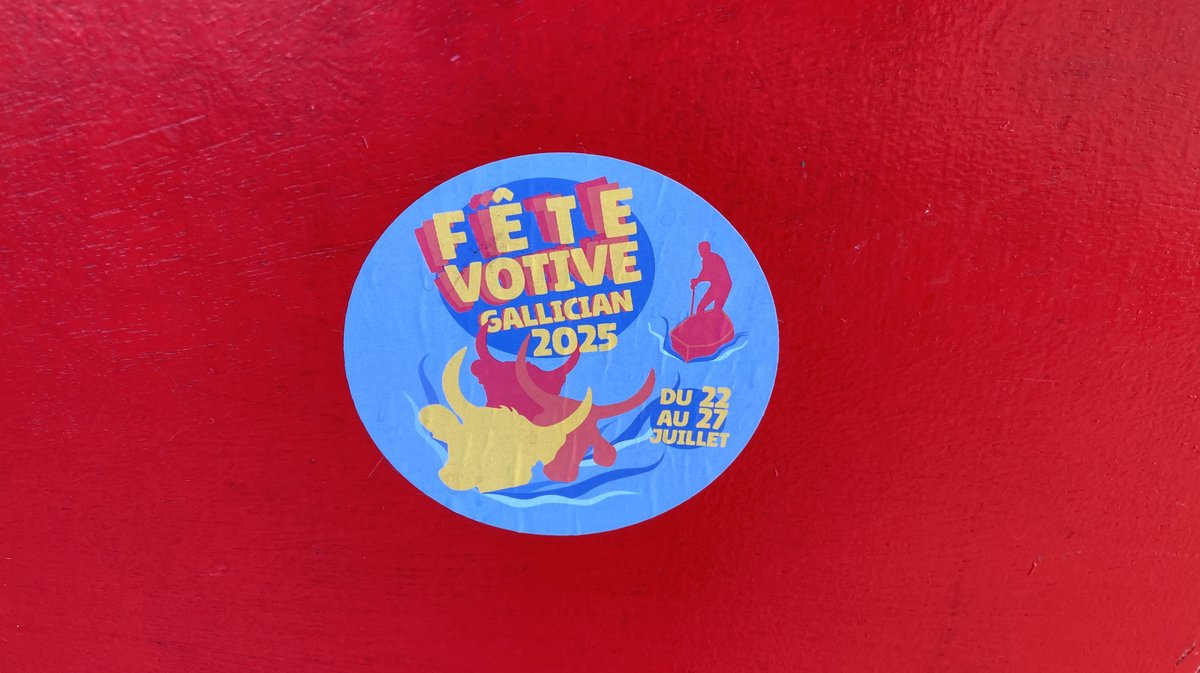 FÊTE
VOTIVE
GALLICIAN
2025
DU 22
AU 27
JUILLET